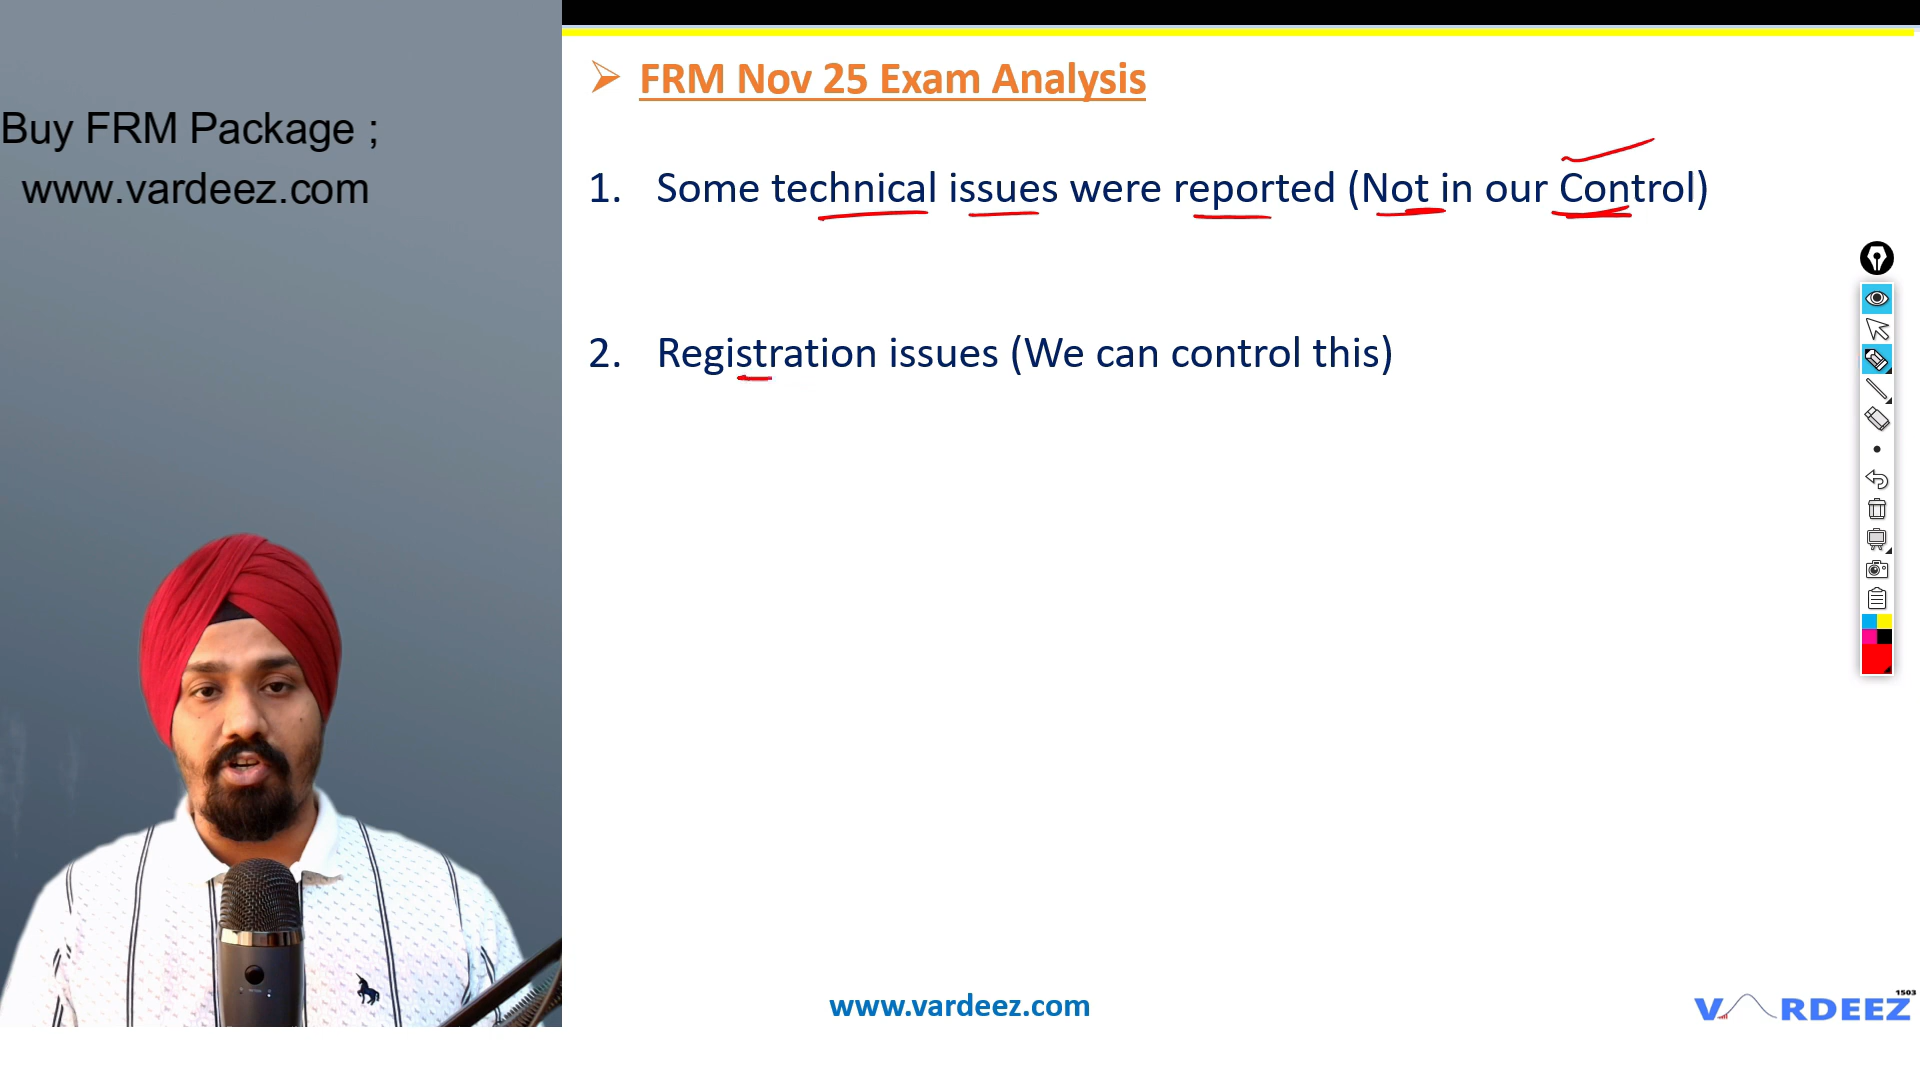 Buy FRM Package ;
www.vardeez.com
➢ FRM Nov 25 Exam Analysis
1. Some technical issues were reported (Not in our Control)
2. Registration issues (We can control this)
www.vardeez.com
1503
VARDEEZ